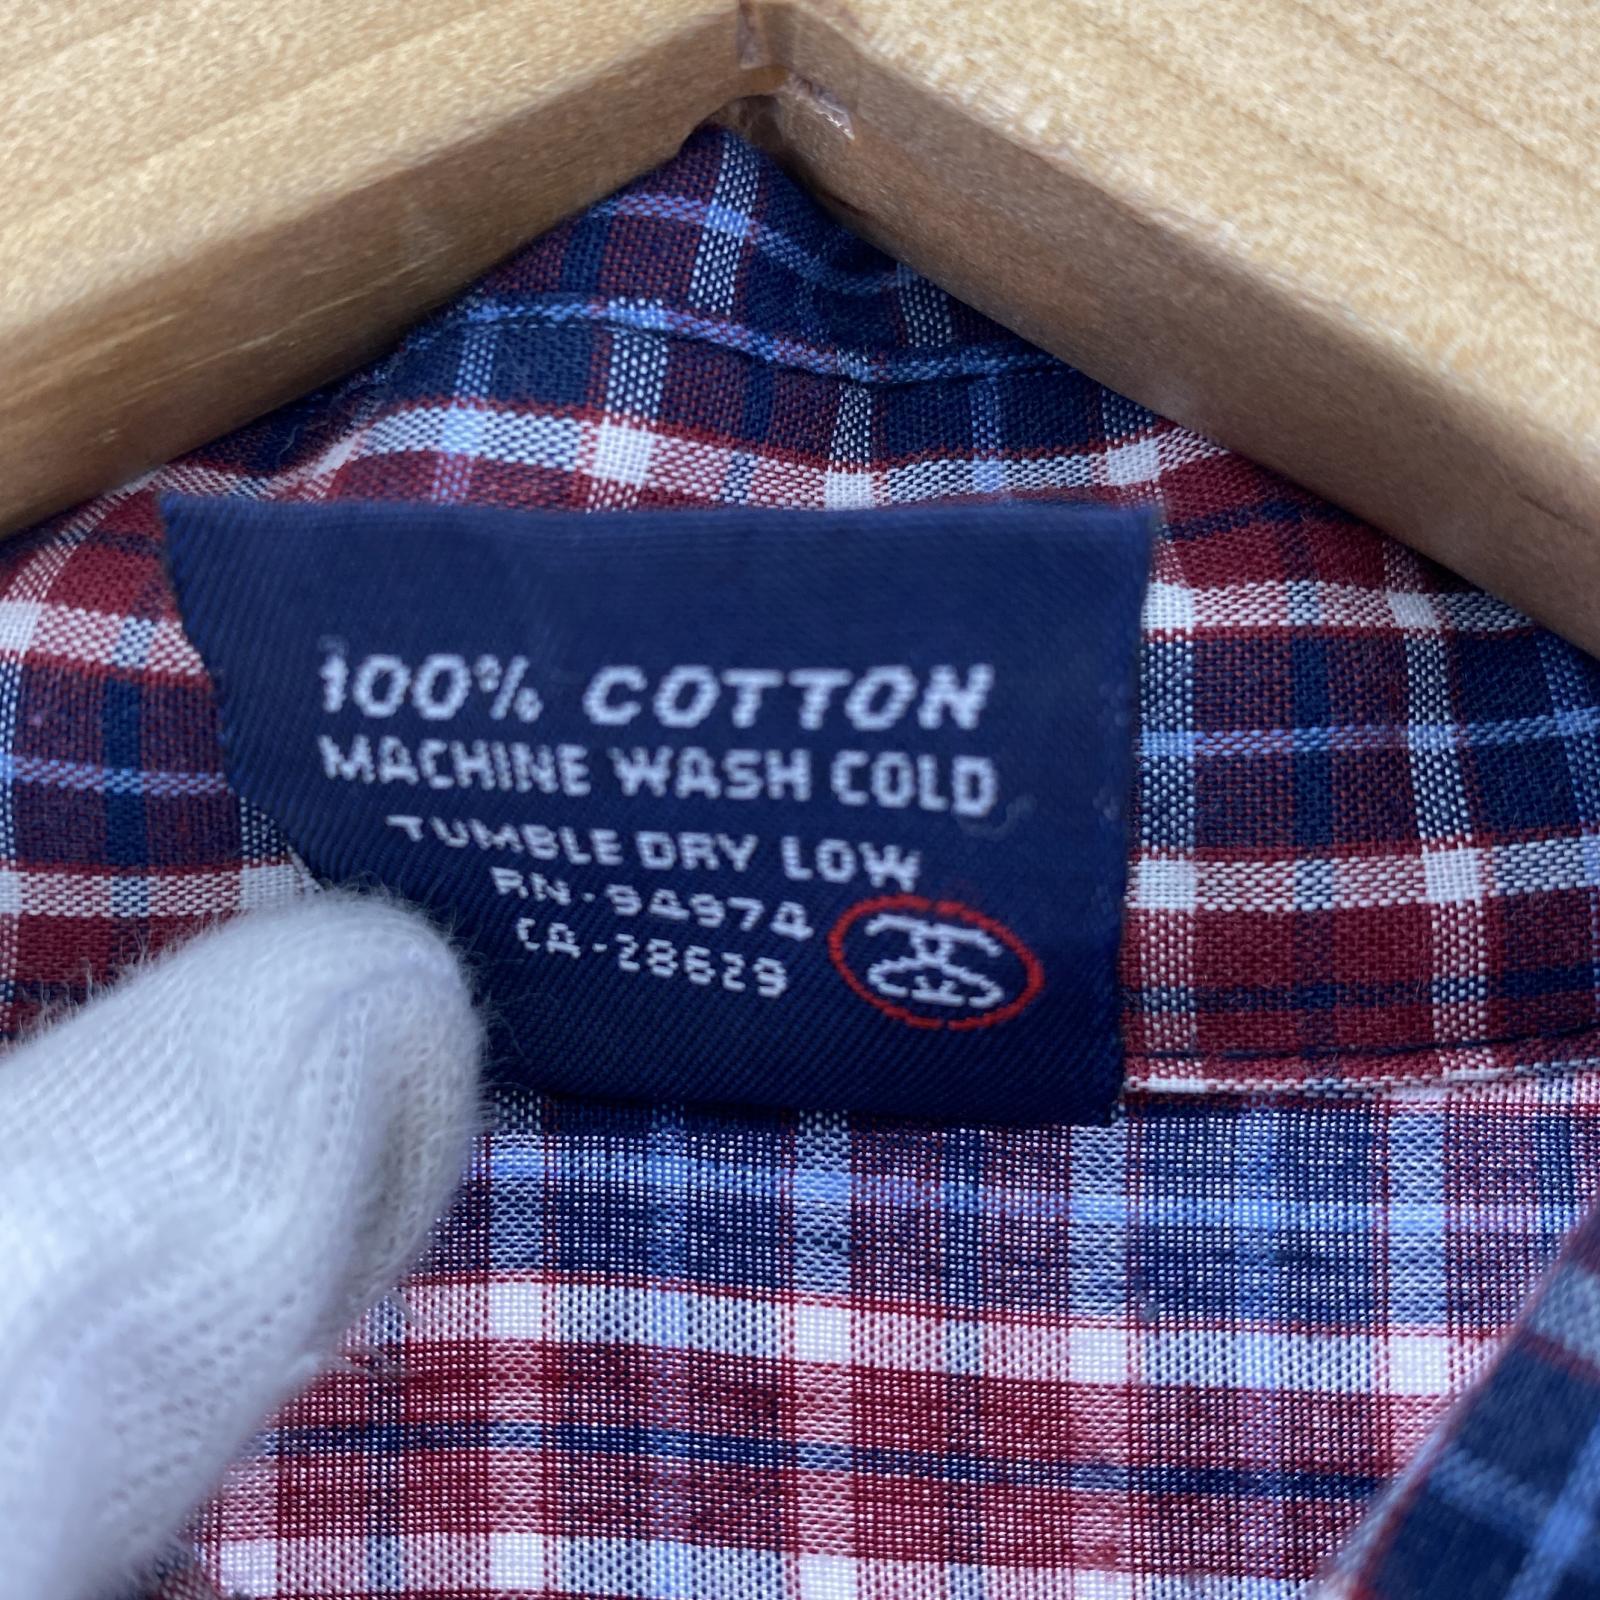 100% COTTON
MACHINE WASH COLD
TUMBLE DRY LOW
RN-94974
CA-28629